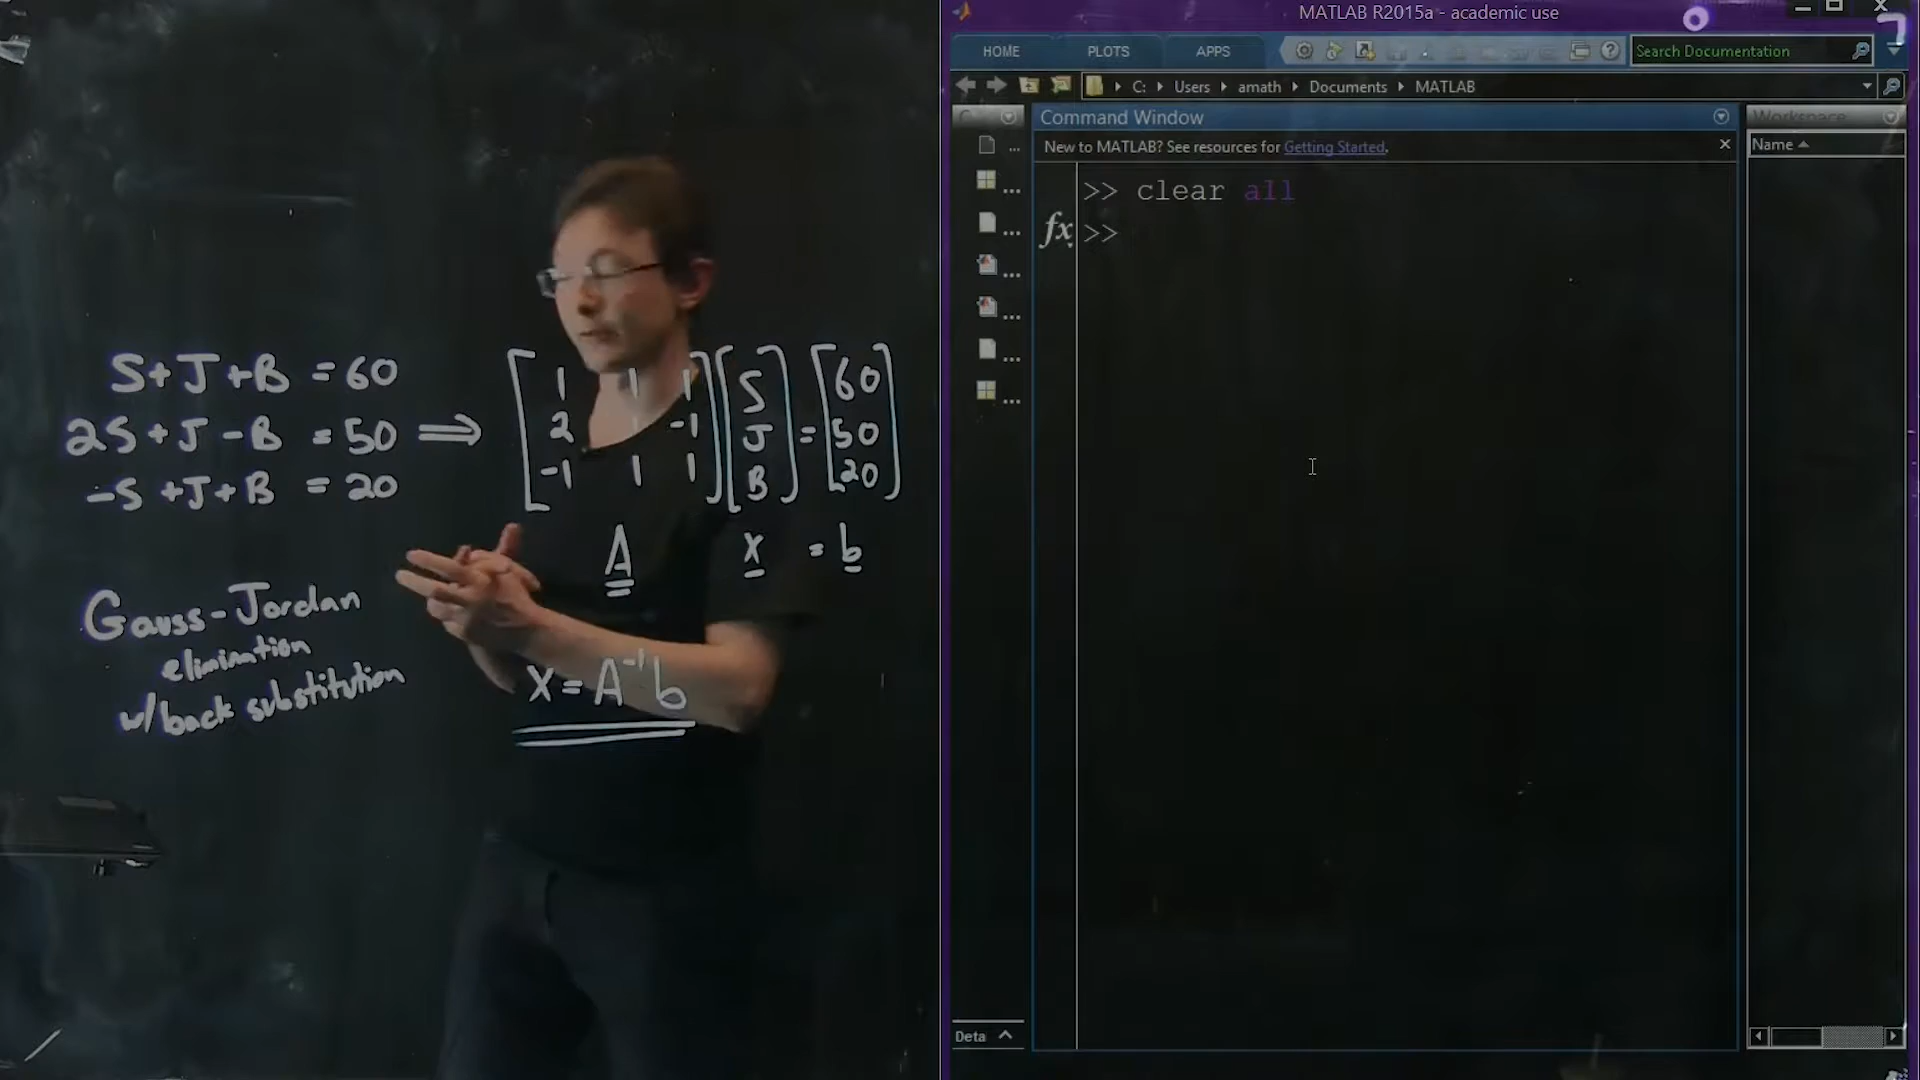 S+J+B = 60
2S+J-B = 50
-S+J+B = 20
⇒
[1 1 1] [S] = [60]
[2 1 -1] [J] = [50]
[-1 1 1] [B] = [20]
A x = b
Gauss-Jordan
elimination
w/back substitution
x = A⁻¹b
MATLAB R2015a - academic use
HOME PLOTS APPS
Search Documentation
C: Users amath Documents MATLAB
Command Window
Workspace
New to MATLAB? See resources for Getting Started.
Name
>> clear all
fx >>
Deta